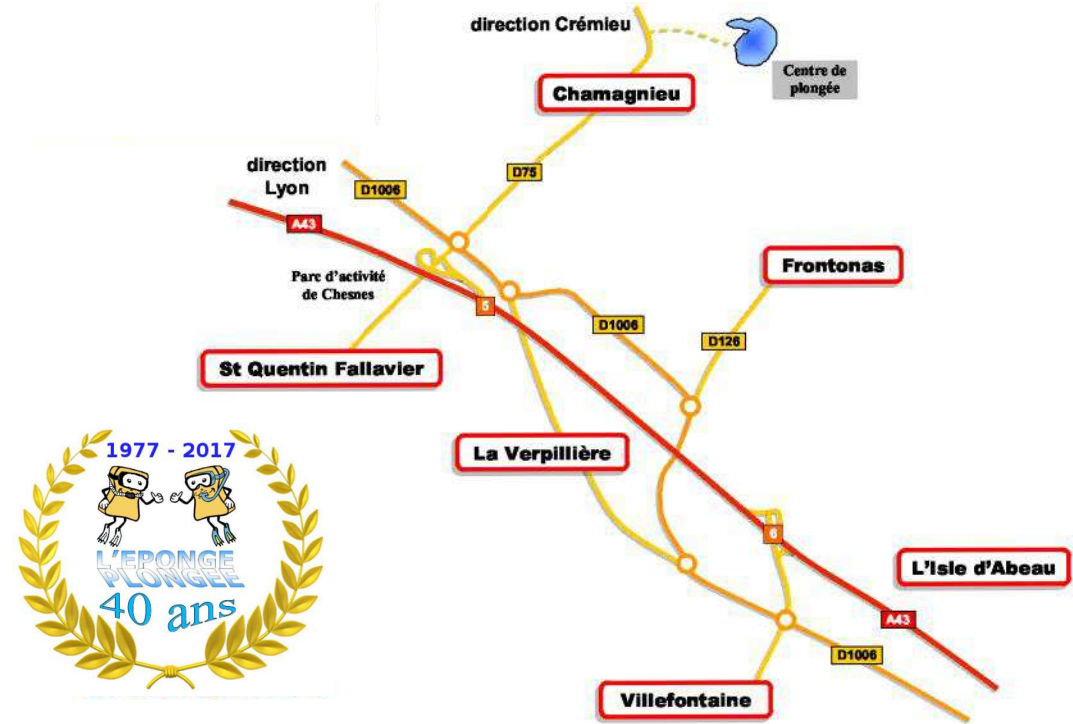 direction Crémieu
Centre de
plongée
Chamagnieu
direction
Lyon
D75
D1006
A43
Parc d'activité
de Chesnes
5
Frontonas
D1006
D126
St Quentin Fallavier
La Verpillière
6
L'Isle d'Abeau
A43
D1006
Villefontaine
1977 - 2017
L'EPONGE
PLONGEE
40 ans